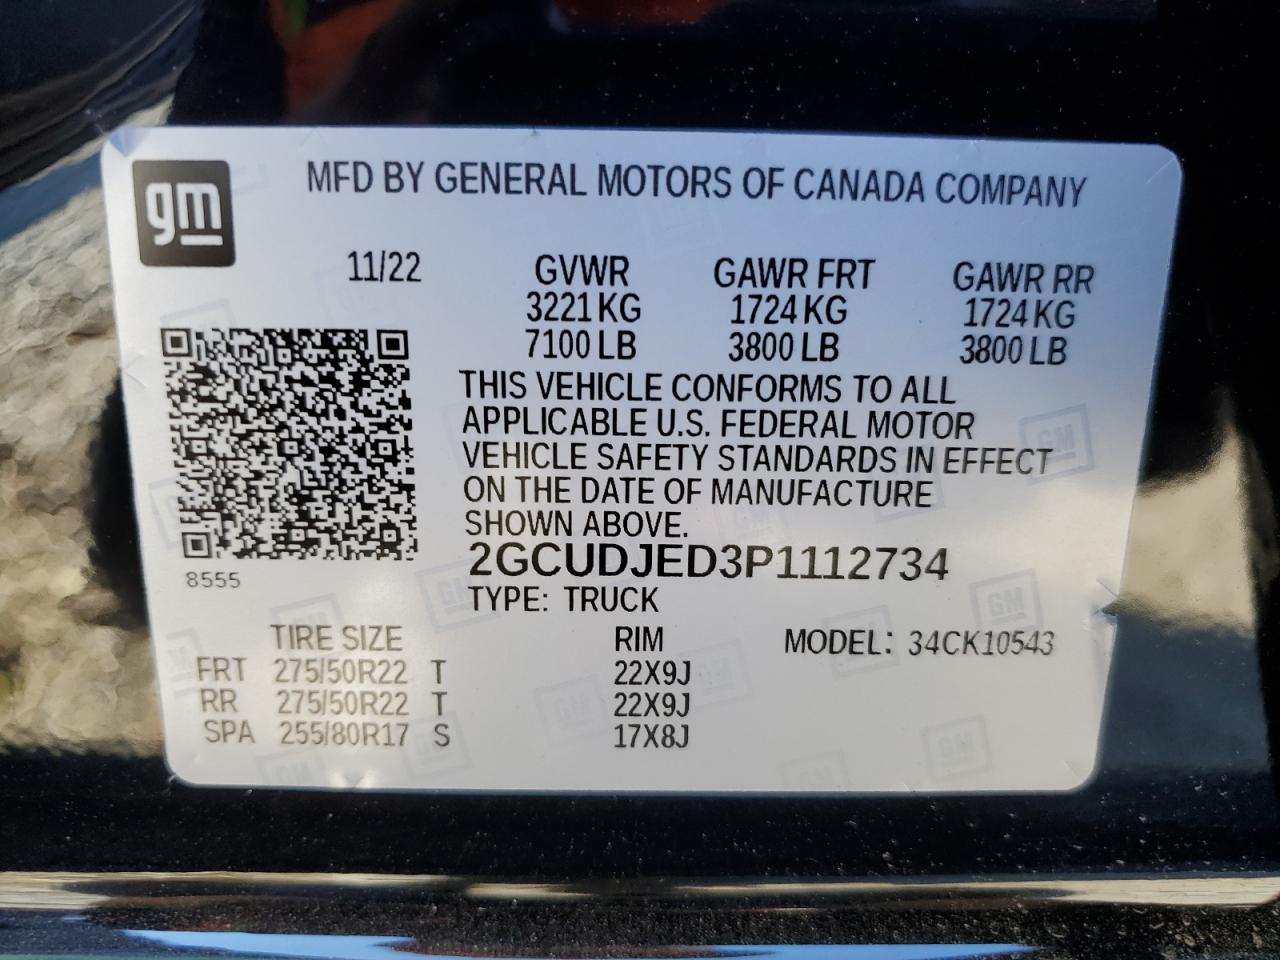 gm
MFD BY GENERAL MOTORS OF CANADA COMPANY
11/22 GVWR GAWR FRT GAWR RR
3221 KG 1724 KG 1724 KG
7100 LB 3800 LB 3800 LB
THIS VEHICLE CONFORMS TO ALL
APPLICABLE U.S. FEDERAL MOTOR
VEHICLE SAFETY STANDARDS IN EFFECT
ON THE DATE OF MANUFACTURE
SHOWN ABOVE.
2GCUDJED3P1112734
8555
TYPE: TRUCK
TIRE SIZE RIM MODEL: 34CK10543
FRT 275/50R22 T 22X9J
RR 275/50R22 T 22X9J
SPA 255/80R17 S 17X8J